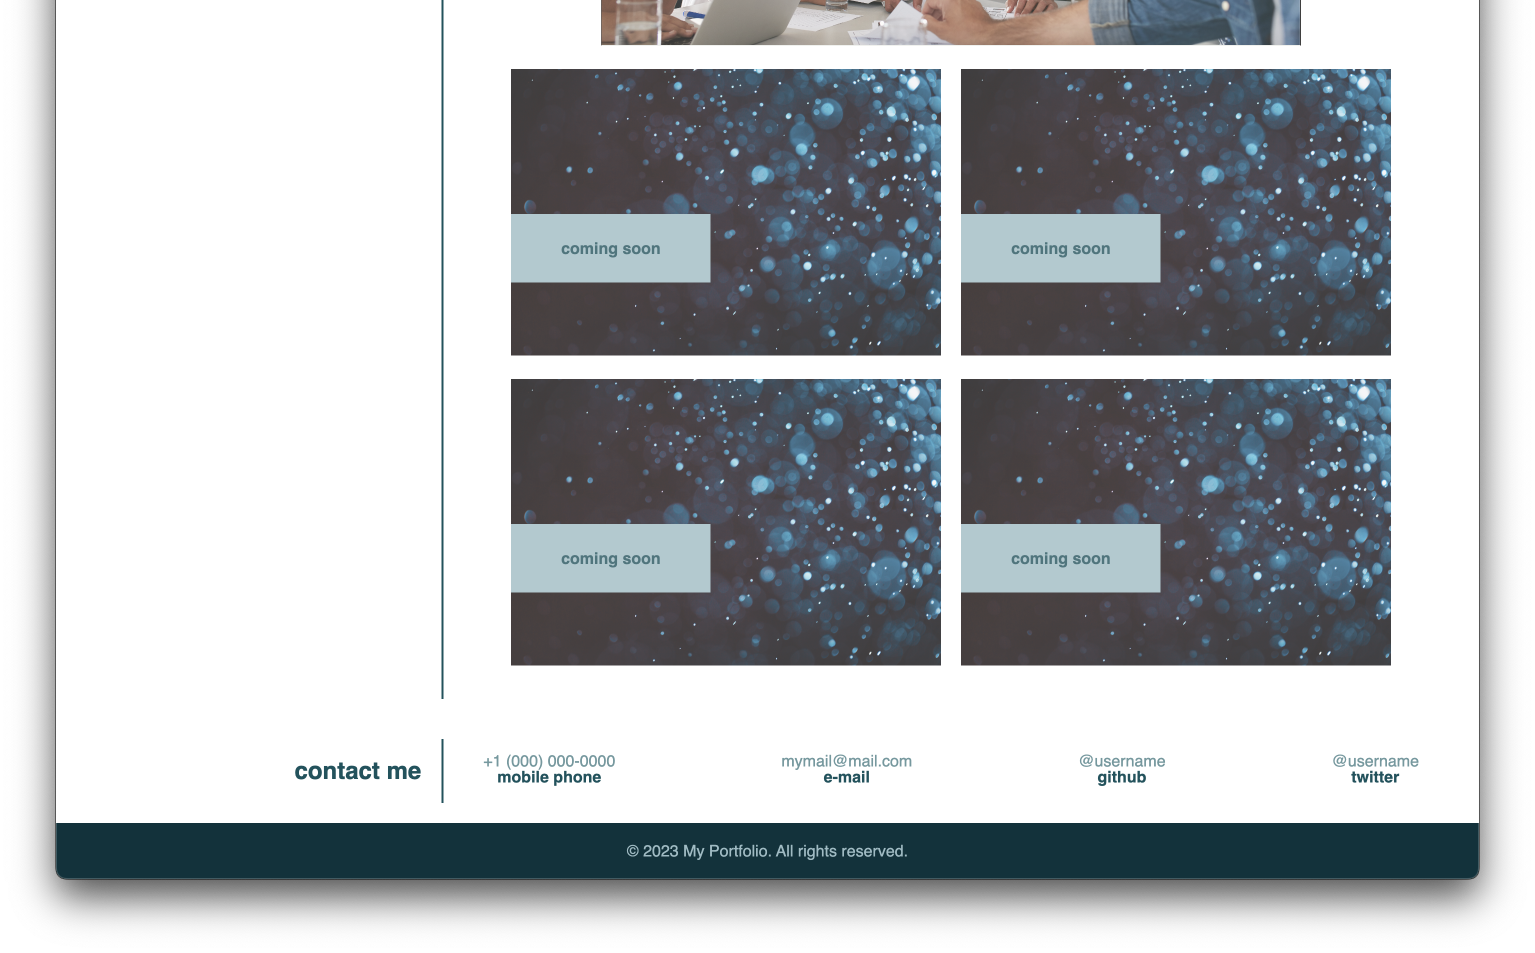 coming soon
coming soon
coming soon
coming soon
contact me
+1 (000) 000-0000
mobile phone
mymail@mail.com
e-mail
@username
github
@username
twitter
© 2023 My Portfolio. All rights reserved.